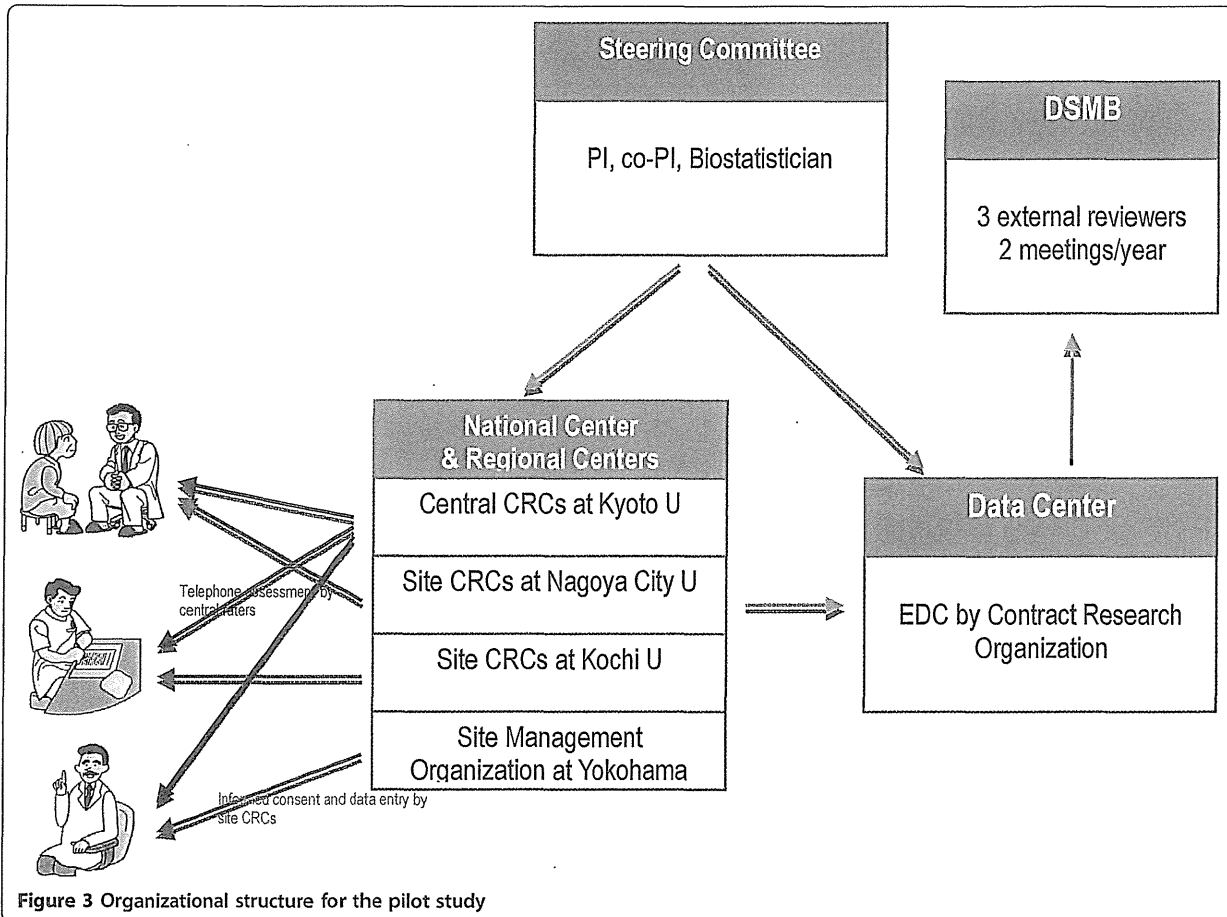 Steering Committee
PI, co-PI, Biostatistician
DSMB
3 external reviewers
2 meetings/year
National Center
& Regional Centers
Central CRCs at Kyoto U
Site CRCs at Nagoya City U
Site CRCs at Kochi U
Site Management
Organization at Yokohama
Data Center
EDC by Contract Research
Organization
Telephone assessment by
central raters
Informed consent and data entry by
site CRCs
Figure 3 Organizational structure for the pilot study